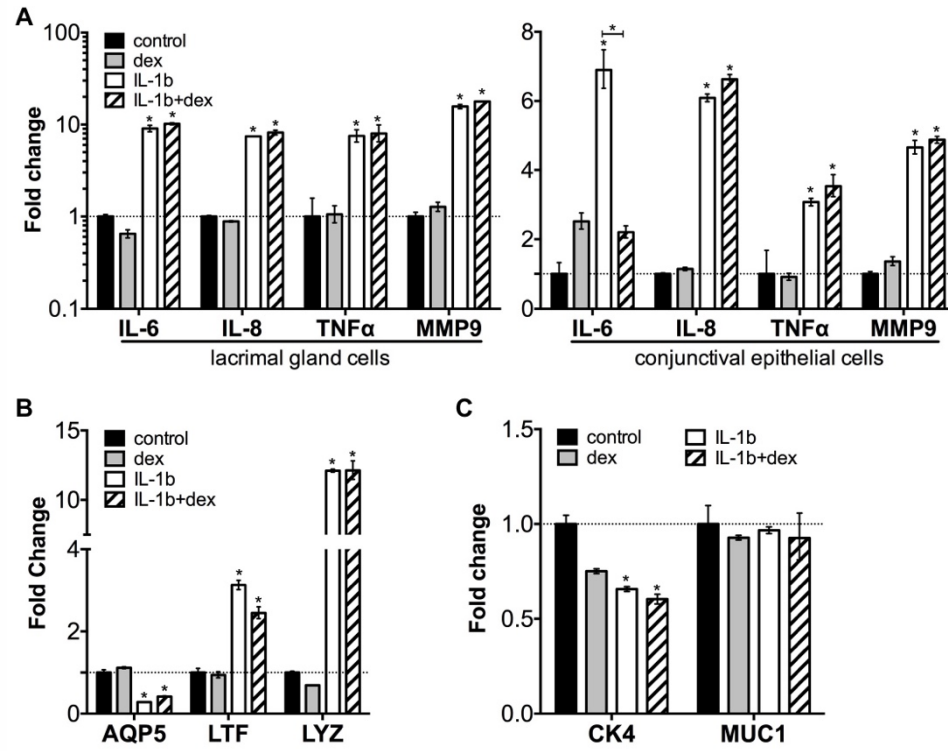 A
100
10
1
0.1
Fold change
control
dex
IL-1b
IL-1b+dex
* * * * * * * *
IL-6 IL-8 TNFα MMP9
lacrimal gland cells
8
6
4
2
0
*
* * * * * * *
IL-6 IL-8 TNFα MMP9
conjunctival epithelial cells
B
15
10
4
2
0
Fold Change
control
dex
IL-1b
IL-1b+dex
* * * * * *
AQP5 LTF LYZ
C
1.5
1.0
0.5
0.0
Fold change
control
dex
IL-1b
IL-1b+dex
* *
CK4 MUC1